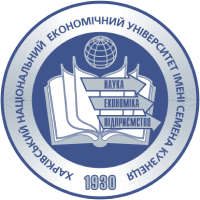 ХАРКІВСЬКИЙ НАЦІОНАЛЬНИЙ ЕКОНОМІЧНИЙ УНІВЕРСИТЕТ ІМЕНІ СЕМЕНА КУЗНЕЦЯ
НАУКА
ЕКОНОМІКА
ПІДПРИЄМСТВО
1930